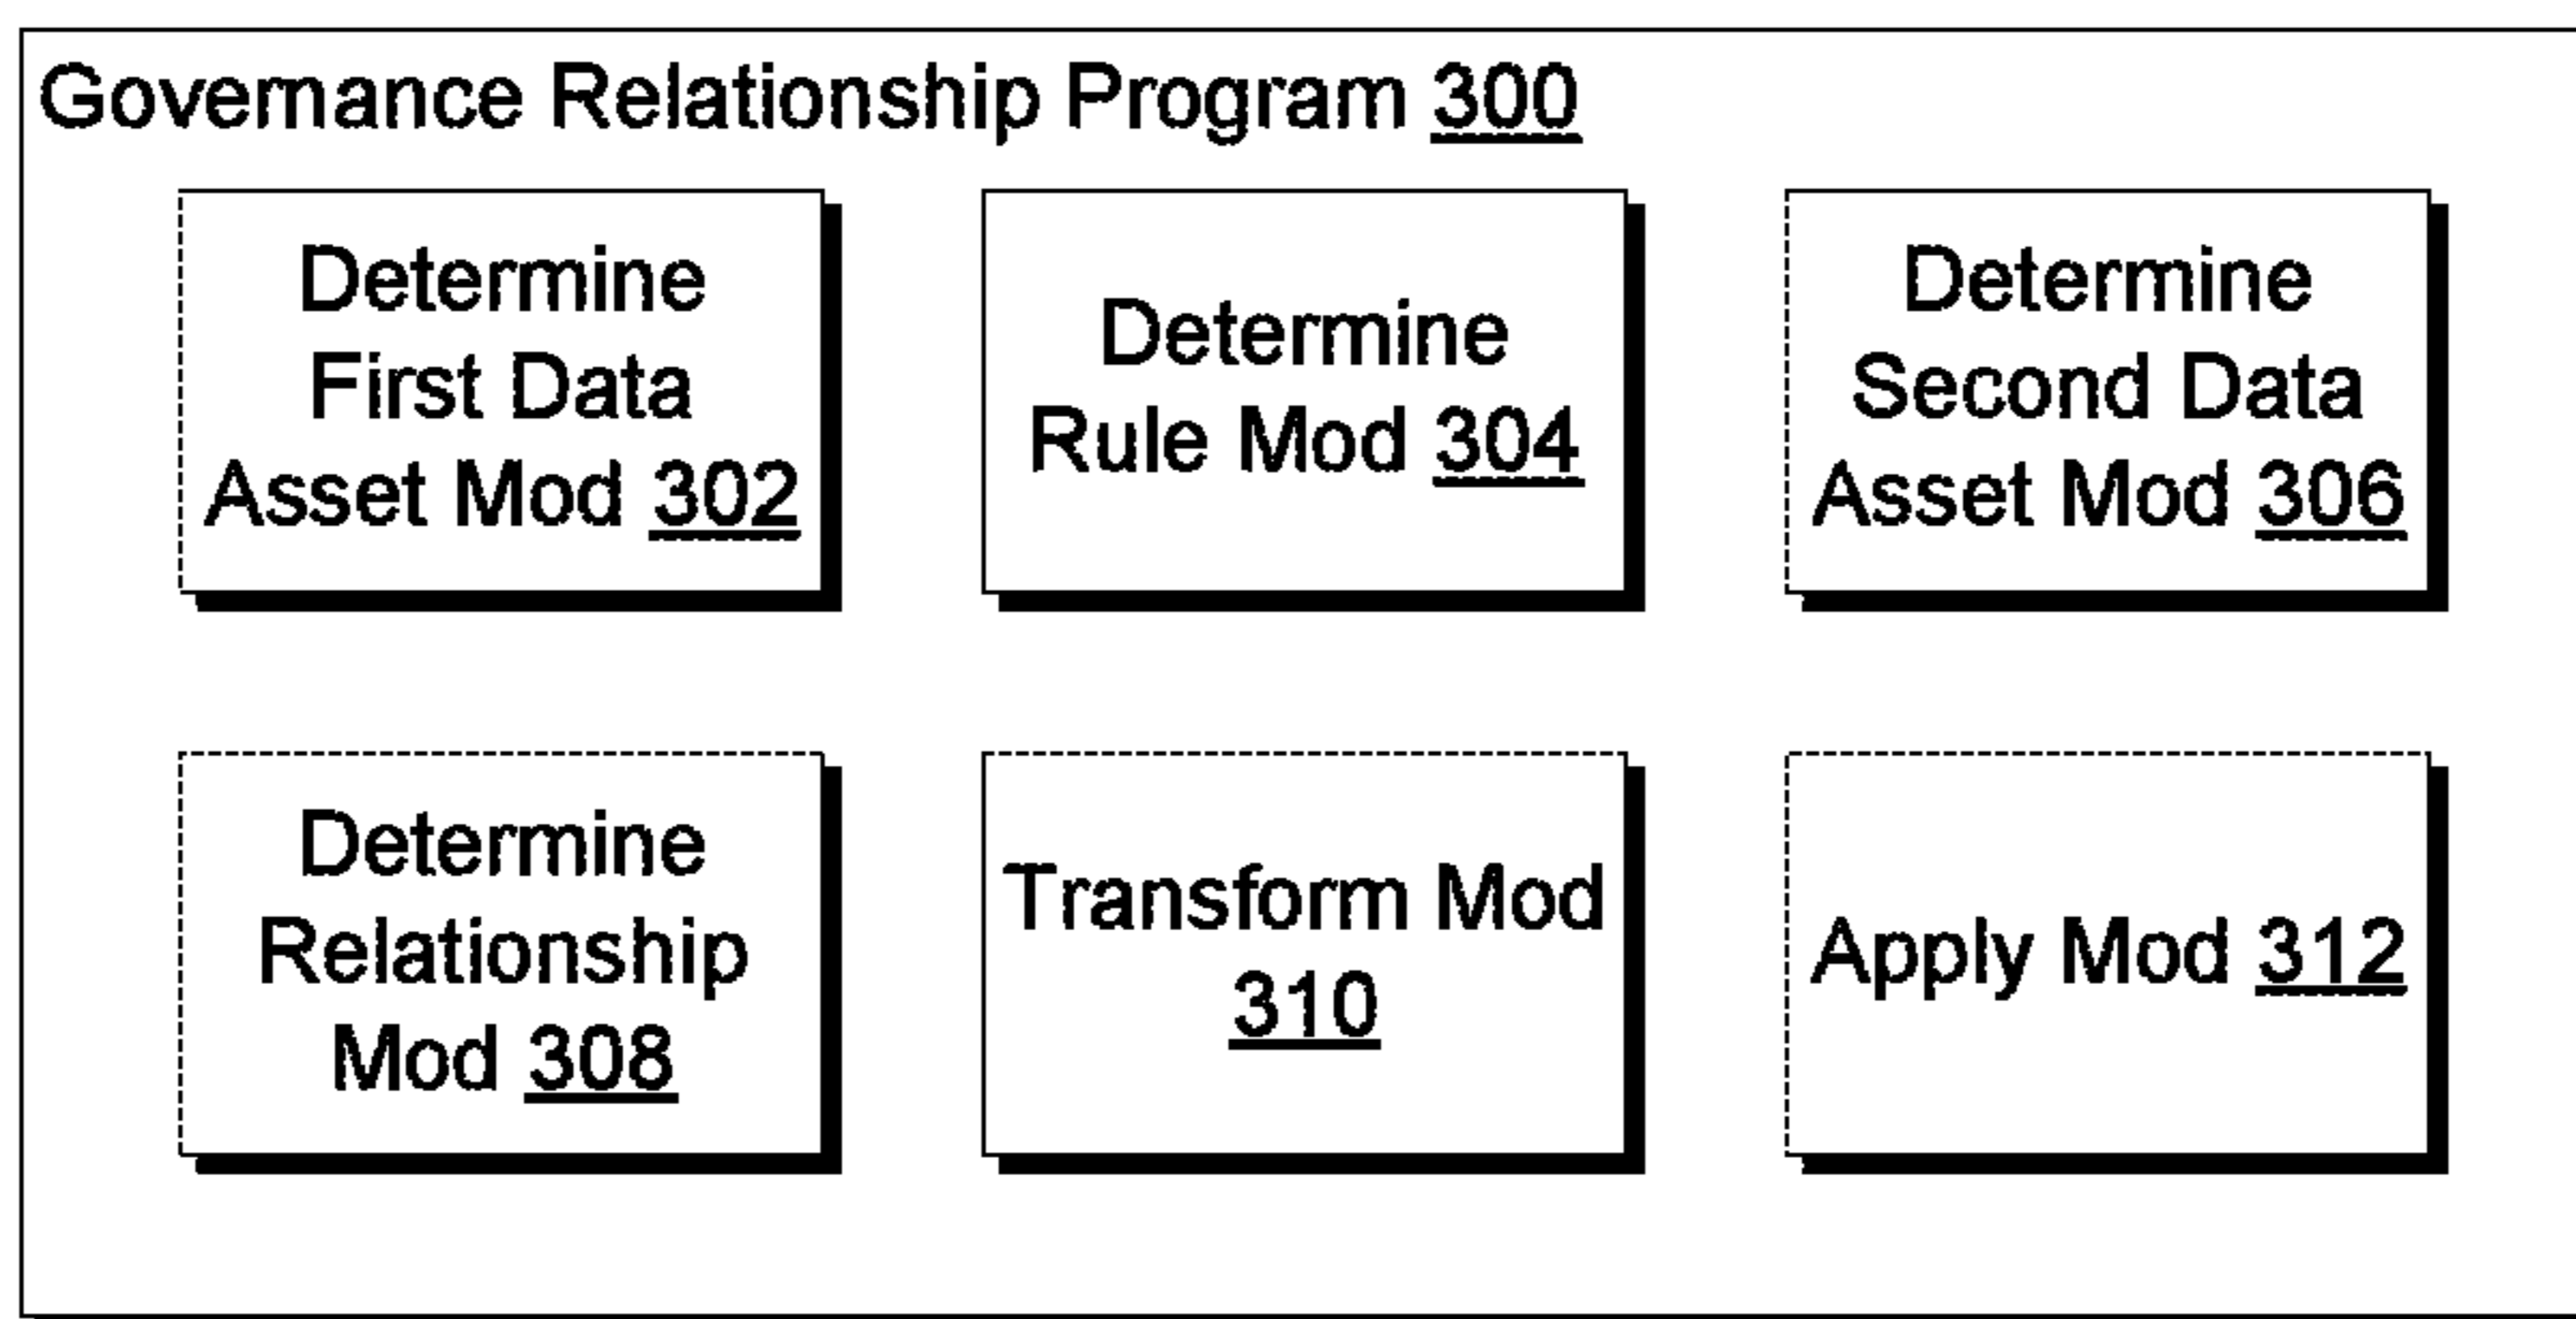 Governance Relationship Program 300
Determine
First Data
Asset Mod 302
Determine
Rule Mod 304
Determine
Second Data
Asset Mod 306
Determine
Relationship
Mod 308
Transform Mod
310
Apply Mod 312